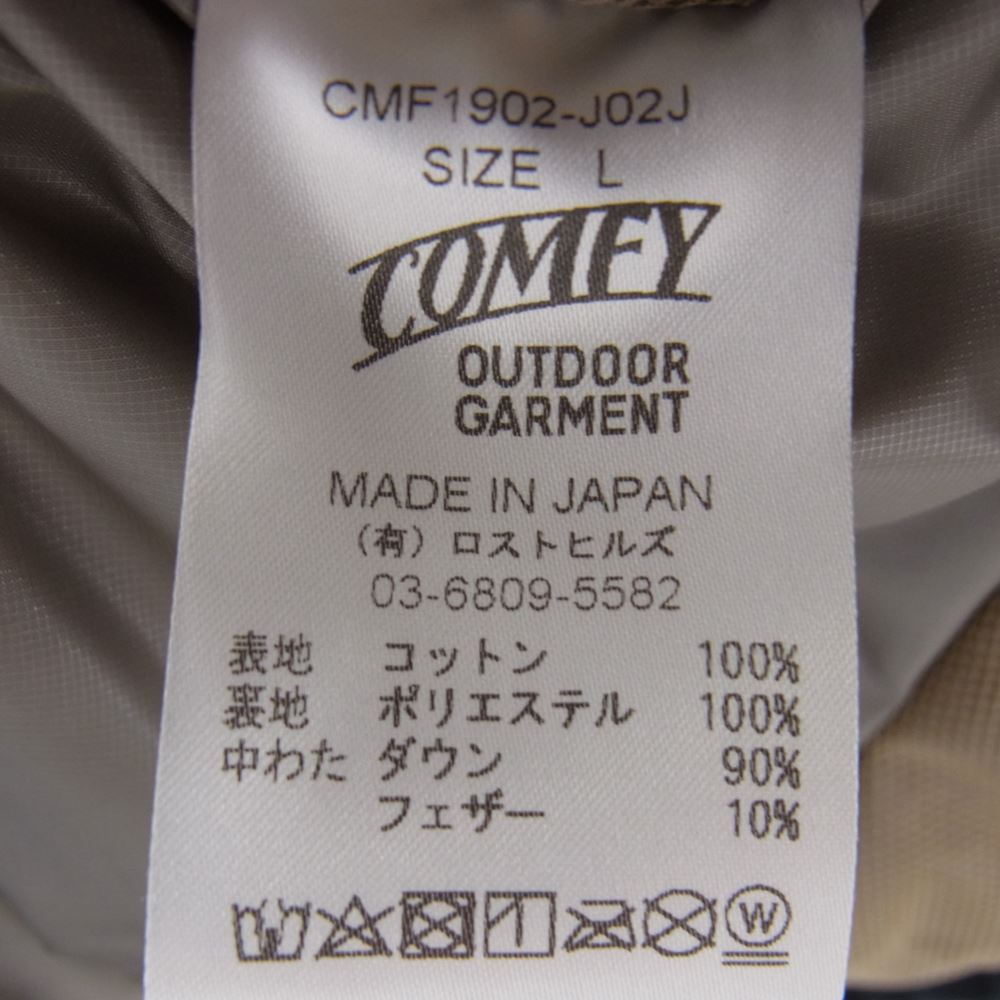 CMF1902-J02J
SIZE L
COMFY
OUTDOOR
GARMENT
MADE IN JAPAN
（有）ロストヒルズ
03-6809-5582
表地 コットン 100%
裏地 ポリエステル 100%
中わた ダウン 90%
フェザー 10%
W